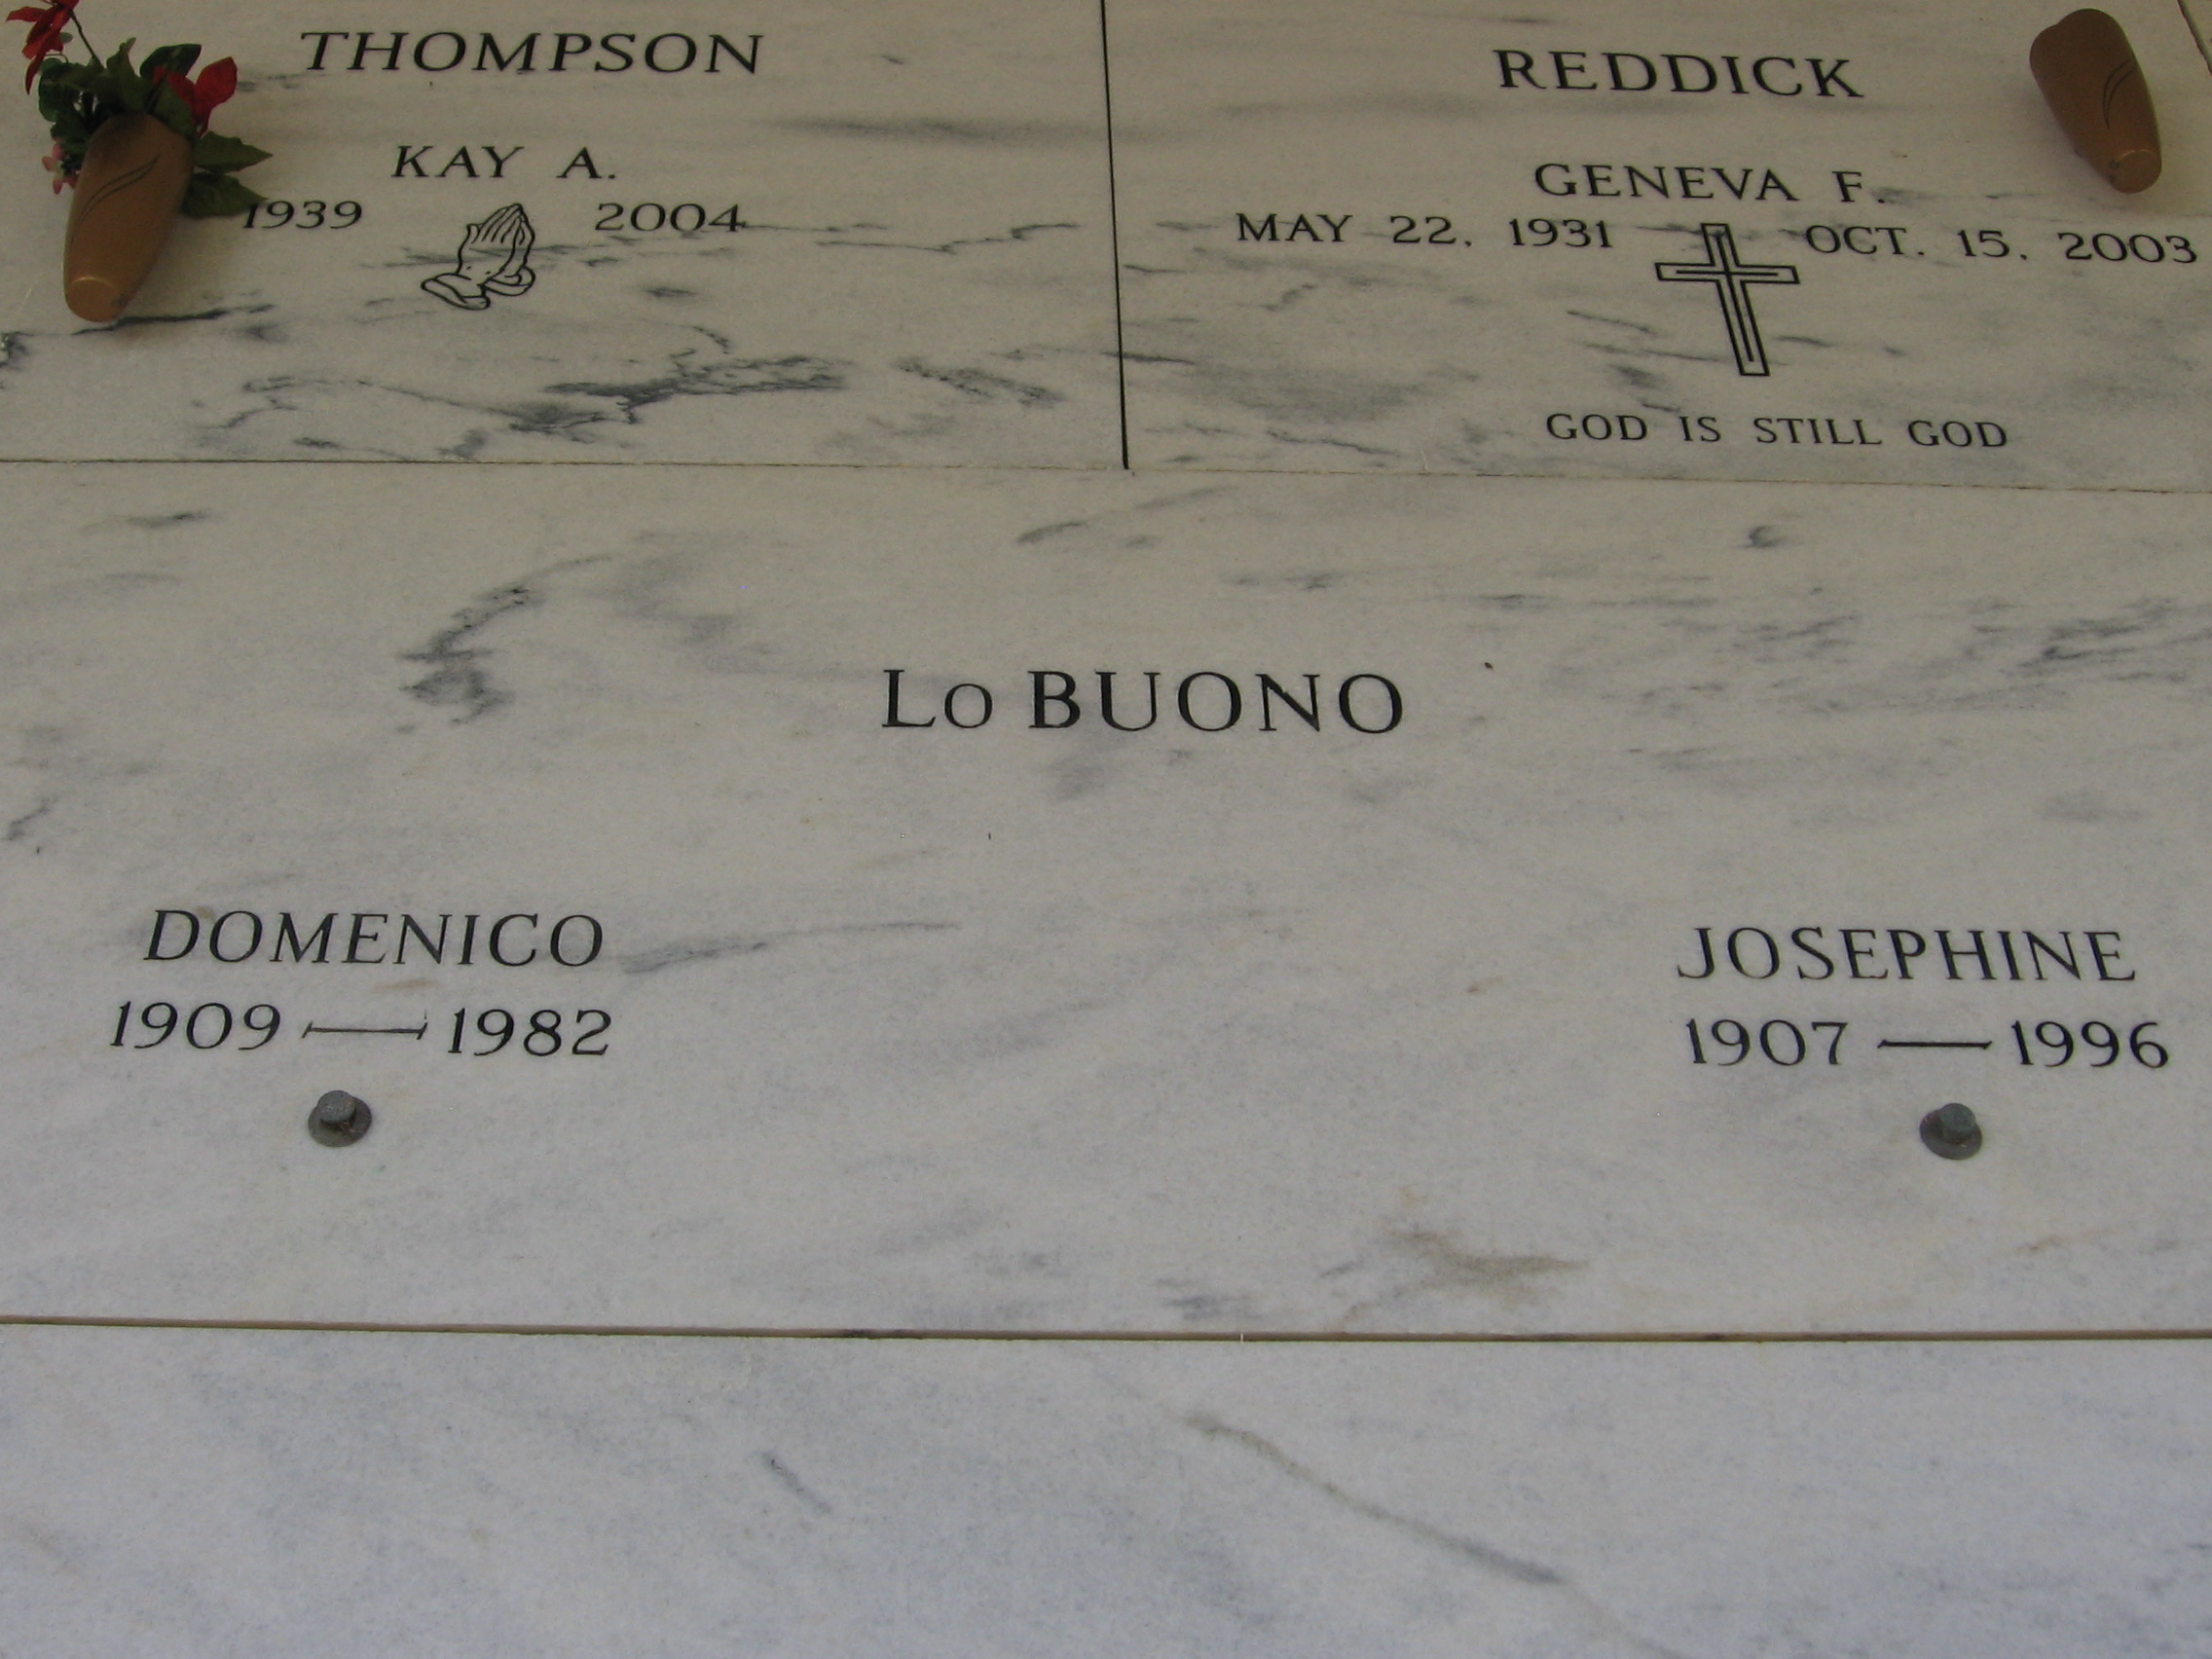 THOMPSON
KAY A.
1939 2004
REDDICK
GENEVA F.
MAY 22, 1931 OCT. 15, 2003
GOD IS STILL GOD
Lo BUONO
DOMENICO
1909 — 1982
JOSEPHINE
1907 — 1996